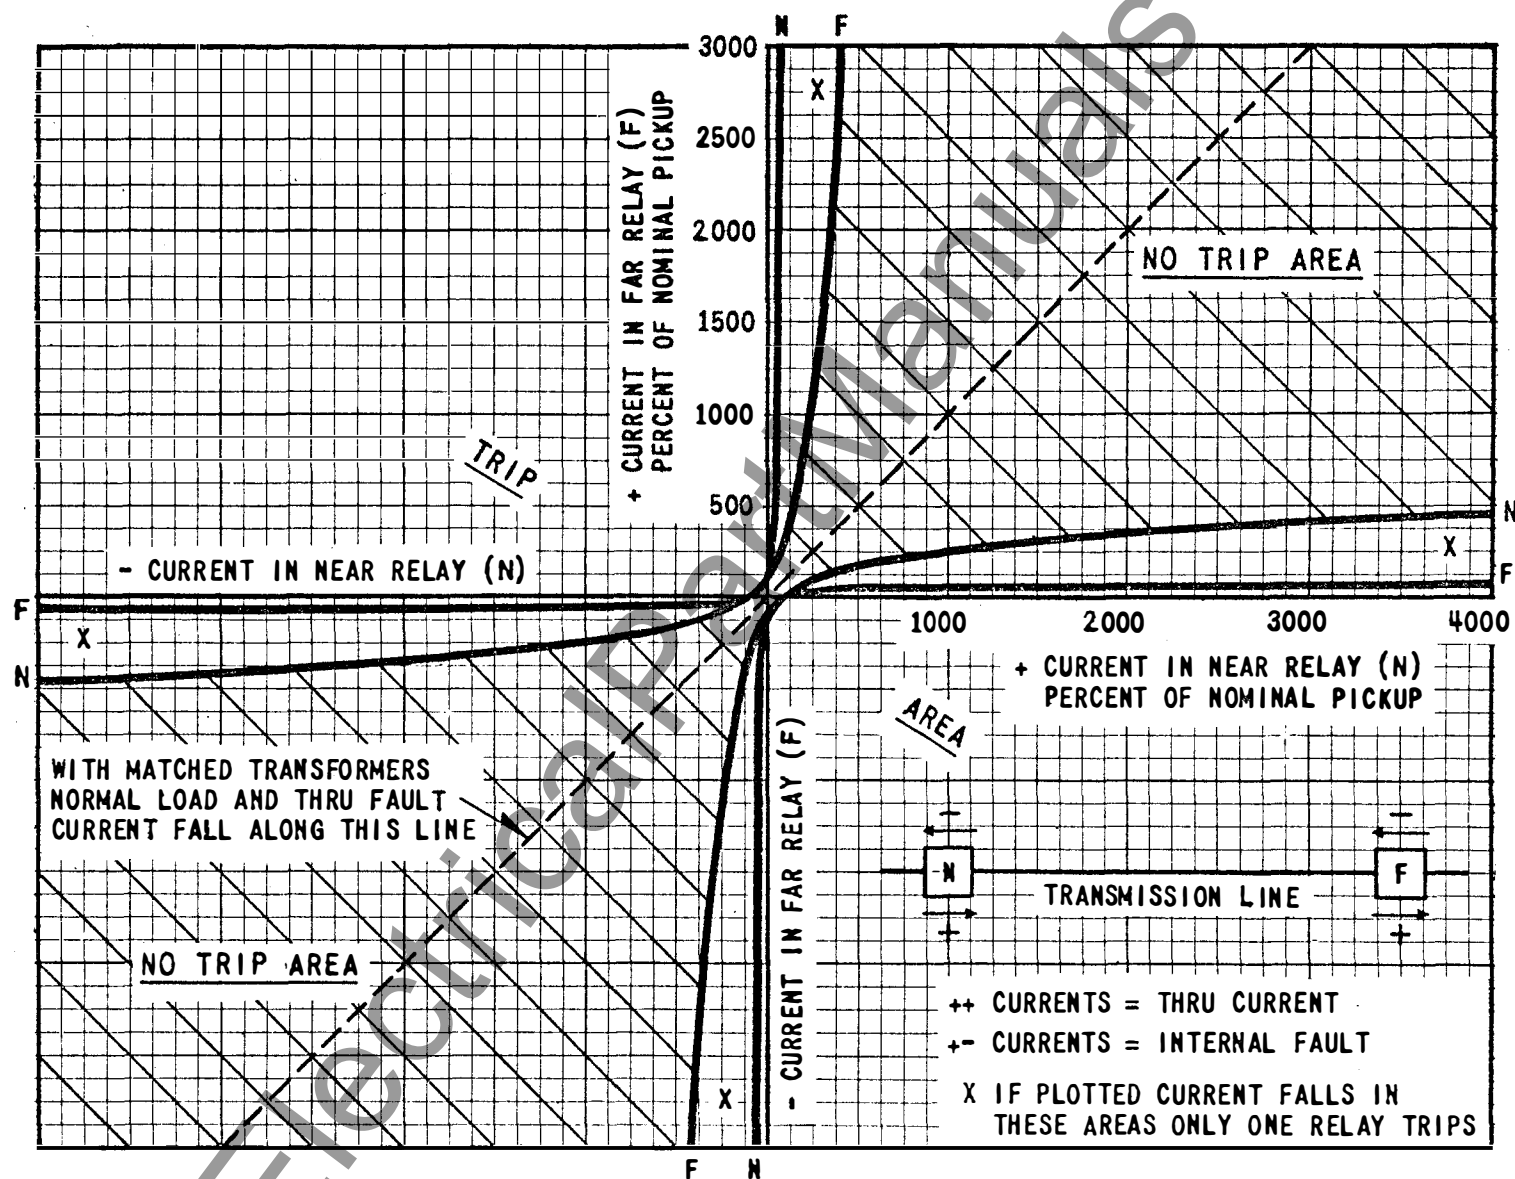 N F
3000
2500
2000
1500
1000
500
+ CURRENT IN FAR RELAY (F)
PERCENT OF NOMINAL PICKUP
X
NO TRIP AREA
TRIP
- CURRENT IN NEAR RELAY (N)
N
X
F
F
X
N
1000 2000 3000 4000
+ CURRENT IN NEAR RELAY (N)
PERCENT OF NOMINAL PICKUP
AREA
WITH MATCHED TRANSFORMERS
NORMAL LOAD AND THRU FAULT
CURRENT FALL ALONG THIS LINE
- CURRENT IN FAR RELAY (F)
- -
N F
TRANSMISSION LINE
+ +
NO TRIP AREA
++ CURRENTS = THRU CURRENT
+- CURRENTS = INTERNAL FAULT
X IF PLOTTED CURRENT FALLS IN
THESE AREAS ONLY ONE RELAY TRIPS
X
F N
ElectricalPartManuals